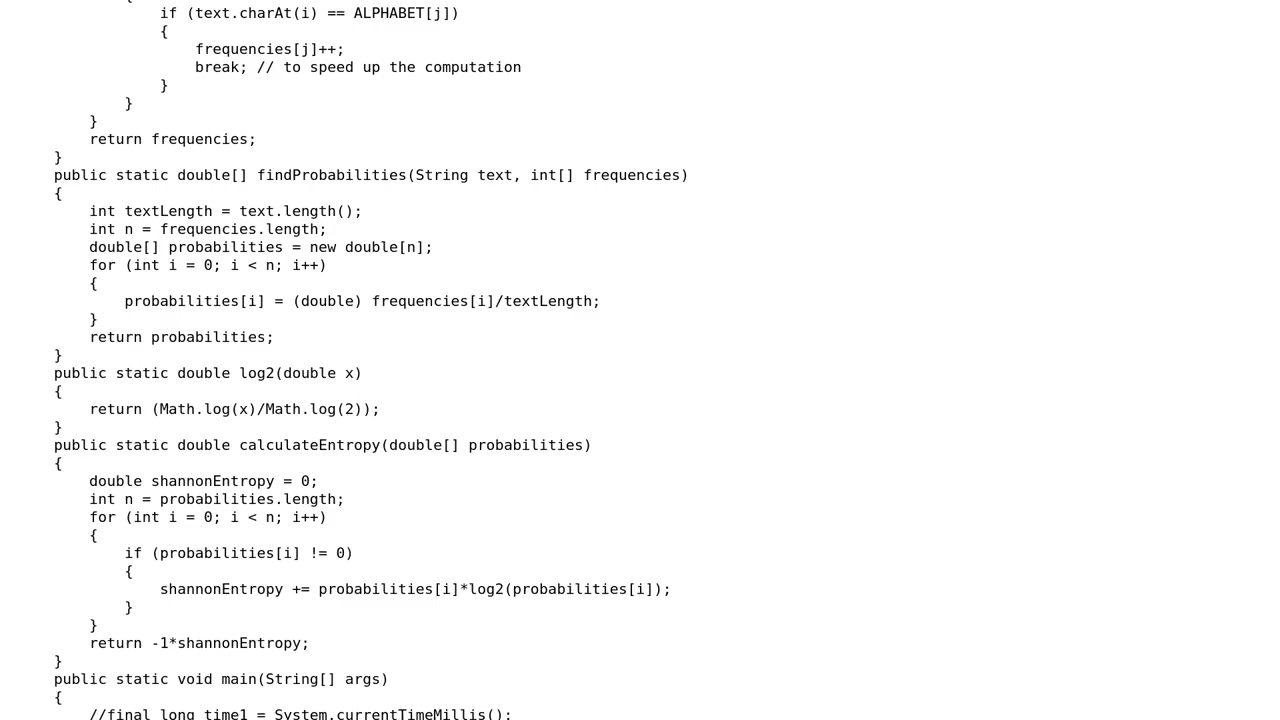 if (text.charAt(i) == ALPHABET[j])
{
frequencies[j]++;
break; // to speed up the computation
}
}
}
return frequencies;
}
public static double[] findProbabilities(String text, int[] frequencies)
{
int textLength = text.length();
int n = frequencies.length;
double[] probabilities = new double[n];
for (int i = 0; i < n; i++)
{
probabilities[i] = (double) frequencies[i]/textLength;
}
return probabilities;
}
public static double log2(double x)
{
return (Math.log(x)/Math.log(2));
}
public static double calculateEntropy(double[] probabilities)
{
double shannonEntropy = 0;
int n = probabilities.length;
for (int i = 0; i < n; i++)
{
if (probabilities[i] != 0)
{
shannonEntropy += probabilities[i]*log2(probabilities[i]);
}
}
return -1*shannonEntropy;
}
public static void main(String[] args)
{
//final long time1 = System.currentTimeMillis();